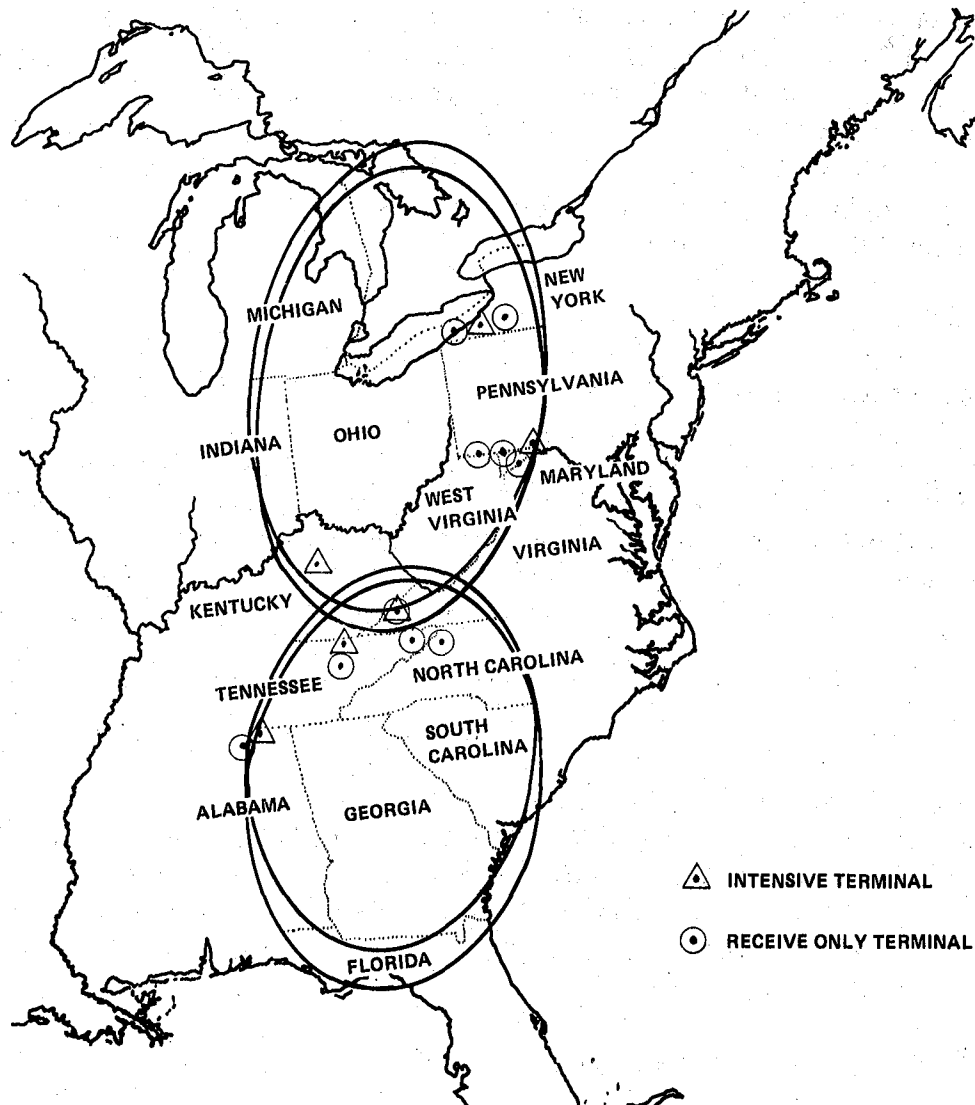 NEW
YORK
MICHIGAN
PENNSYLVANIA
INDIANA
OHIO
MARYLAND
WEST
VIRGINIA
VIRGINIA
KENTUCKY
NORTH CAROLINA
TENNESSEE
SOUTH
CAROLINA
ALABAMA
GEORGIA
INTENSIVE TERMINAL
RECEIVE ONLY TERMINAL
FLORIDA